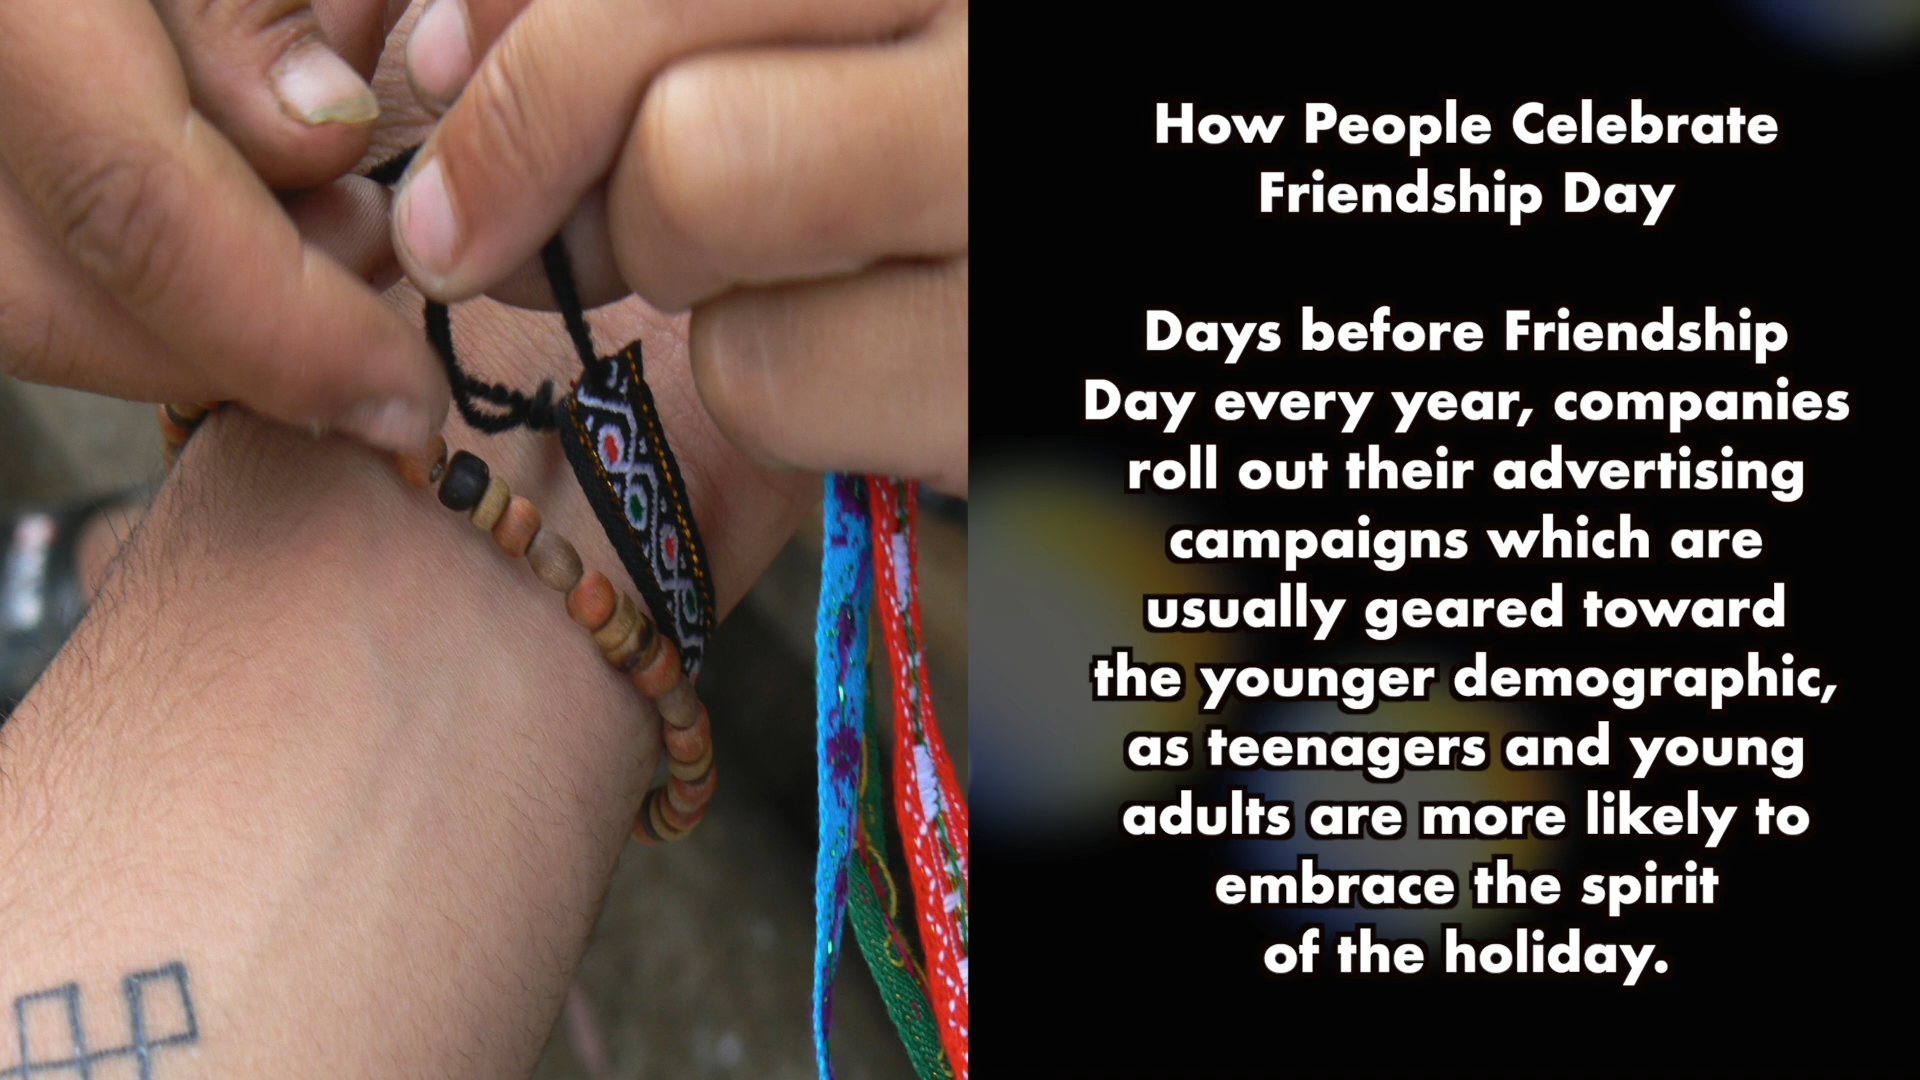 How People Celebrate
Friendship Day
Days before Friendship
Day every year, companies
roll out their advertising
campaigns which are
usually geared toward
the younger demographic,
as teenagers and young
adults are more likely to
embrace the spirit
of the holiday.